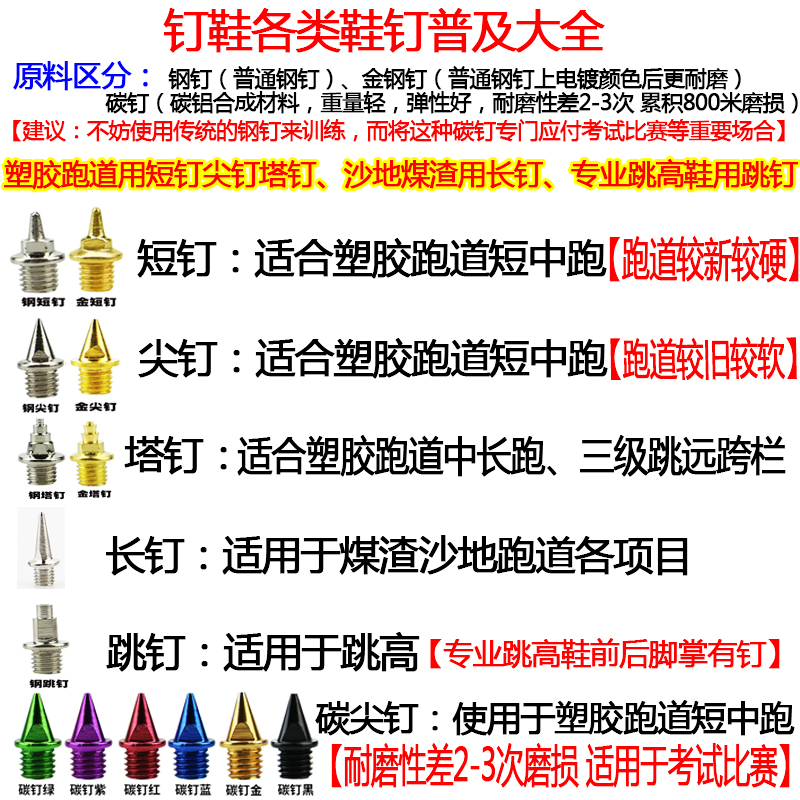 钉鞋各类鞋钉普及大全
原料区分： 钢钉（普通钢钉）、金钢钉（普通钢钉上电镀颜色后更耐磨）
碳钉（碳铝合成材料，重量轻，弹性好，耐磨性差2-3次 累积800米磨损）
【建议：不妨使用传统的钢钉来训练，而将这种碳钉专门应付考试比赛等重要场合】
塑胶跑道用短钉尖钉塔钉、沙地煤渣用长钉、专业跳高鞋用跳钉
短钉：适合塑胶跑道短中跑【跑道较新较硬】
钢短钉 金短钉
尖钉：适合塑胶跑道短中跑【跑道较旧较软】
钢尖钉 金尖钉
塔钉：适合塑胶跑道中长跑、三级跳远跨栏
钢塔钉 金塔钉
长钉：适用于煤渣沙地跑道各项目
跳钉：适用于跳高【专业跳高鞋前后脚掌有钉】
钢跳钉
碳尖钉：使用于塑胶跑道短中跑
【耐磨性差2-3次磨损 适用于考试比赛】
碳钉绿 碳钉紫 碳钉红 碳钉蓝 碳钉金 碳钉黑